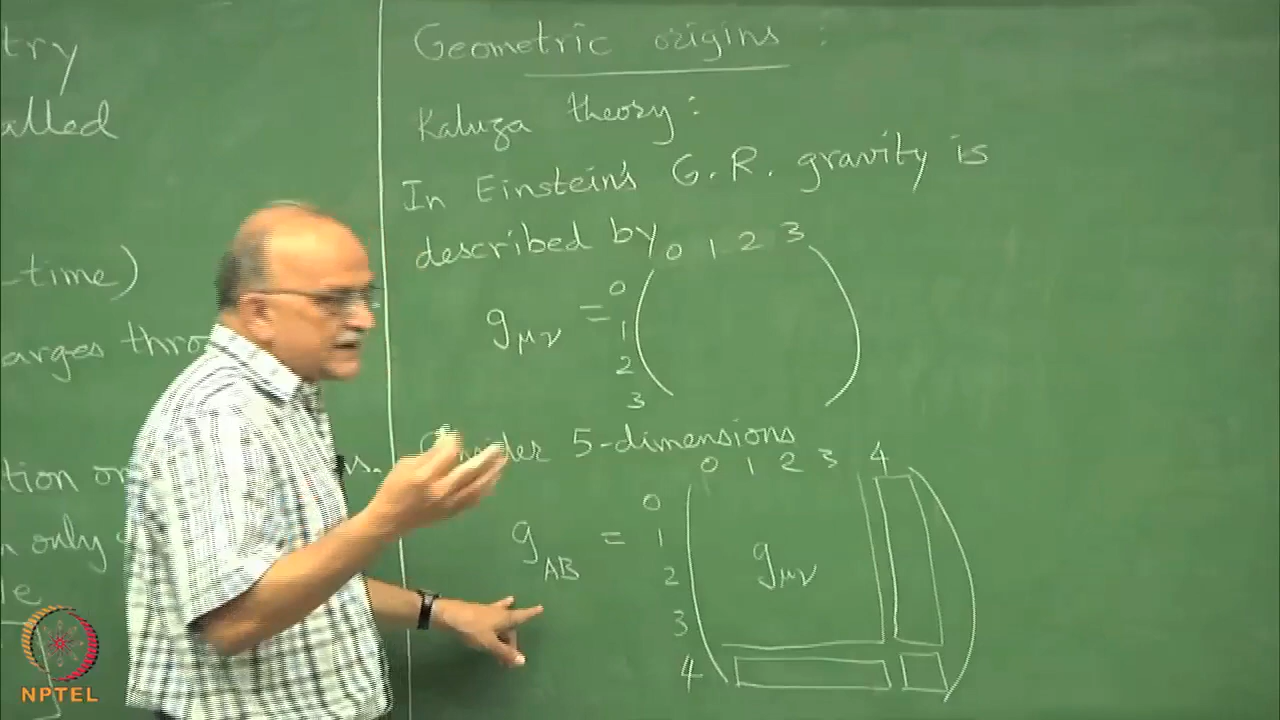 try
alled
-time)
arges thro
tion on
n only
de
NPTEL
Geometric origins :
Kaluza theory :
In Einstein's G.R. gravity is
described by
0 1 2 3
gμν = 0
1
2
3
Consider 5-dimensions
0 1 2 3 4
0
gAB = 1 gμν
2
3
4